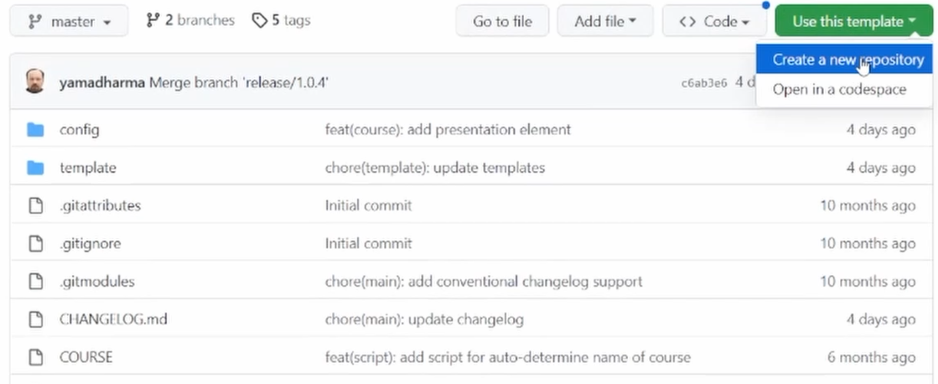 master 2 branches 5 tags Go to file Add file Code Use this template
Create a new repository
yamadharma Merge branch 'release/1.0.4' c6ab3e6 4 d
Open in a codespace
config feat(course): add presentation element 4 days ago
template chore(template): update templates 4 days ago
.gitattributes Initial commit 10 months ago
.gitignore Initial commit 10 months ago
.gitmodules chore(main): add conventional changelog support 10 months ago
CHANGELOG.md chore(main): update changelog 4 days ago
COURSE feat(script): add script for auto-determine name of course 6 months ago